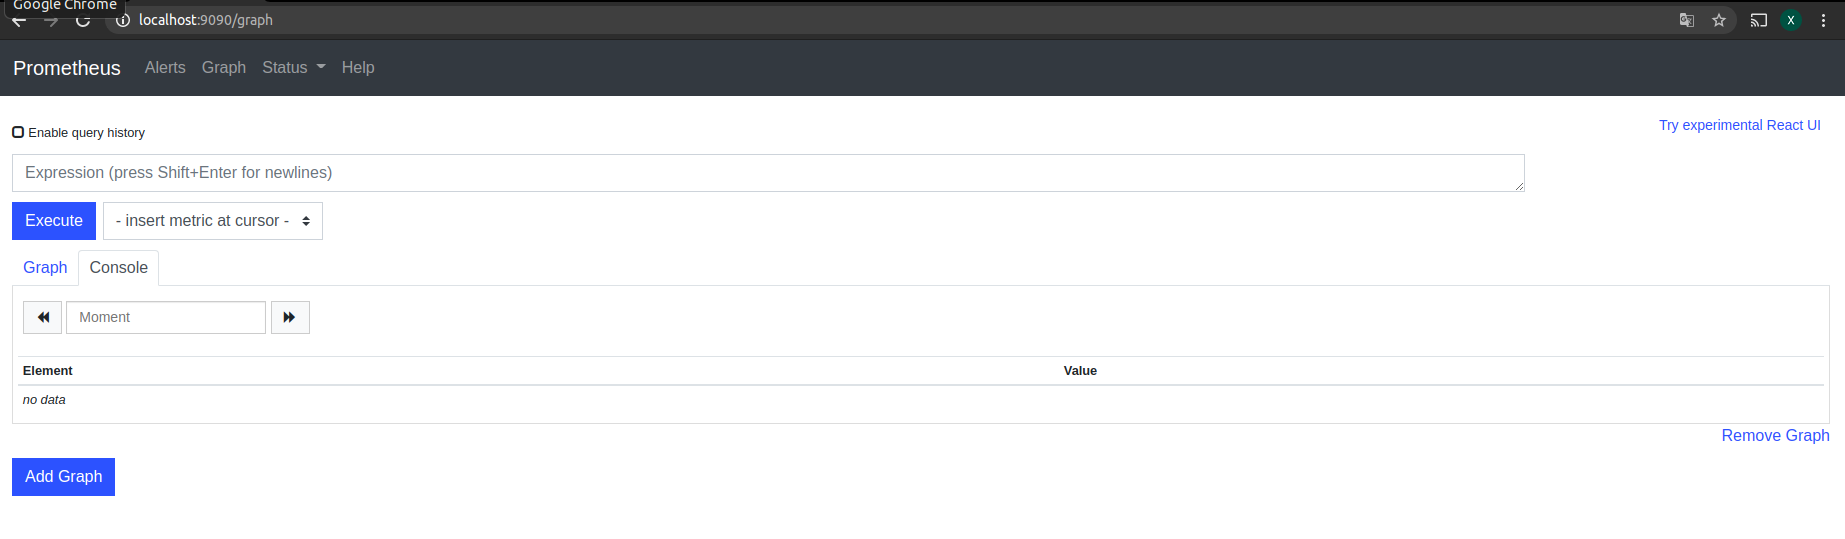 Google Chrome
localhost:9090/graph
X
Prometheus Alerts Graph Status Help
Enable query history
Try experimental React UI
Expression (press Shift+Enter for newlines)
Execute - insert metric at cursor -
Graph Console
Moment
Element Value
no data
Remove Graph
Add Graph